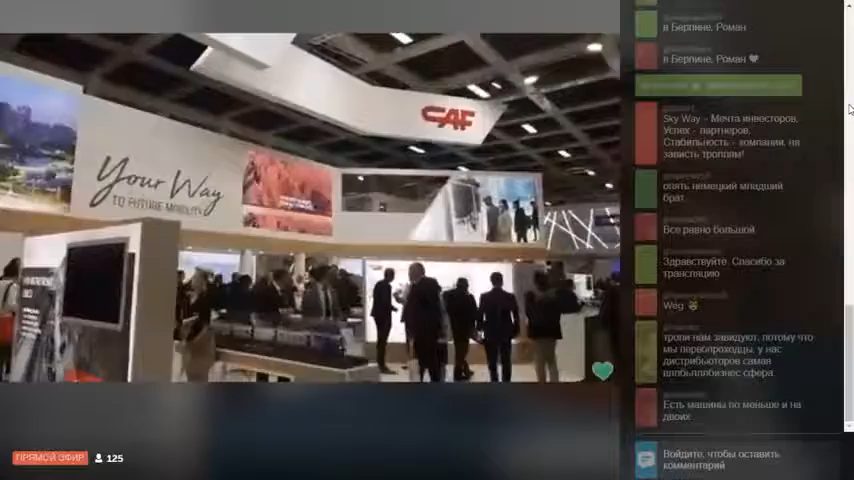 CAF
Your Way
TO FUTURE MOBILITY
ПРЯМОЙ ЭФИР
125
в Берлине, Роман
в Берлине, Роман
Sky Way - Мечта инвесторов,
Успех - партнеров,
Стабильность - компании, на
зависть троллям!
опять немецкий младший
брат
Все равно большой
Здравствуйте. Спасибо за
трансляцию
Weg
тролли нам завидуют, потому что
мы первопроходцы, у нас
дистрибьюторов самая
бизнес сфера
Есть машины по меньше и на
двоих
Войдите, чтобы оставить
комментарий